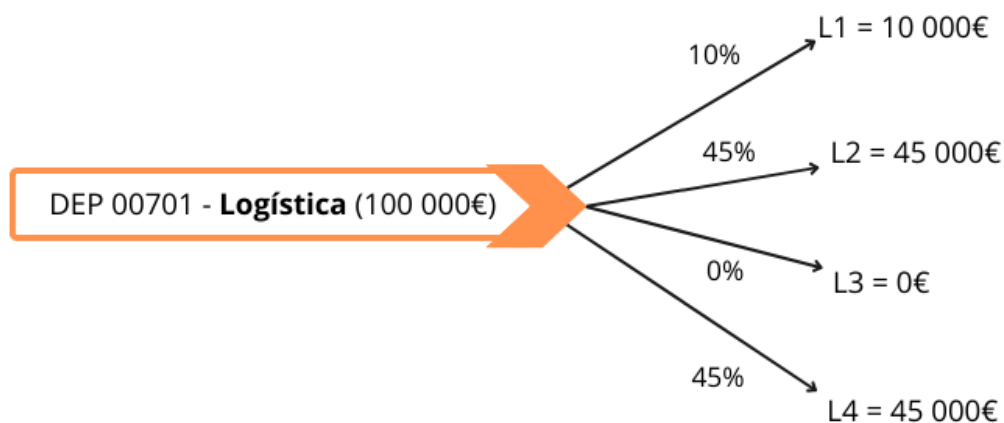 L1 = 10 000€
10%
45%
L2 = 45 000€
DEP 00701 - Logística (100 000€)
0%
L3 = 0€
45%
L4 = 45 000€